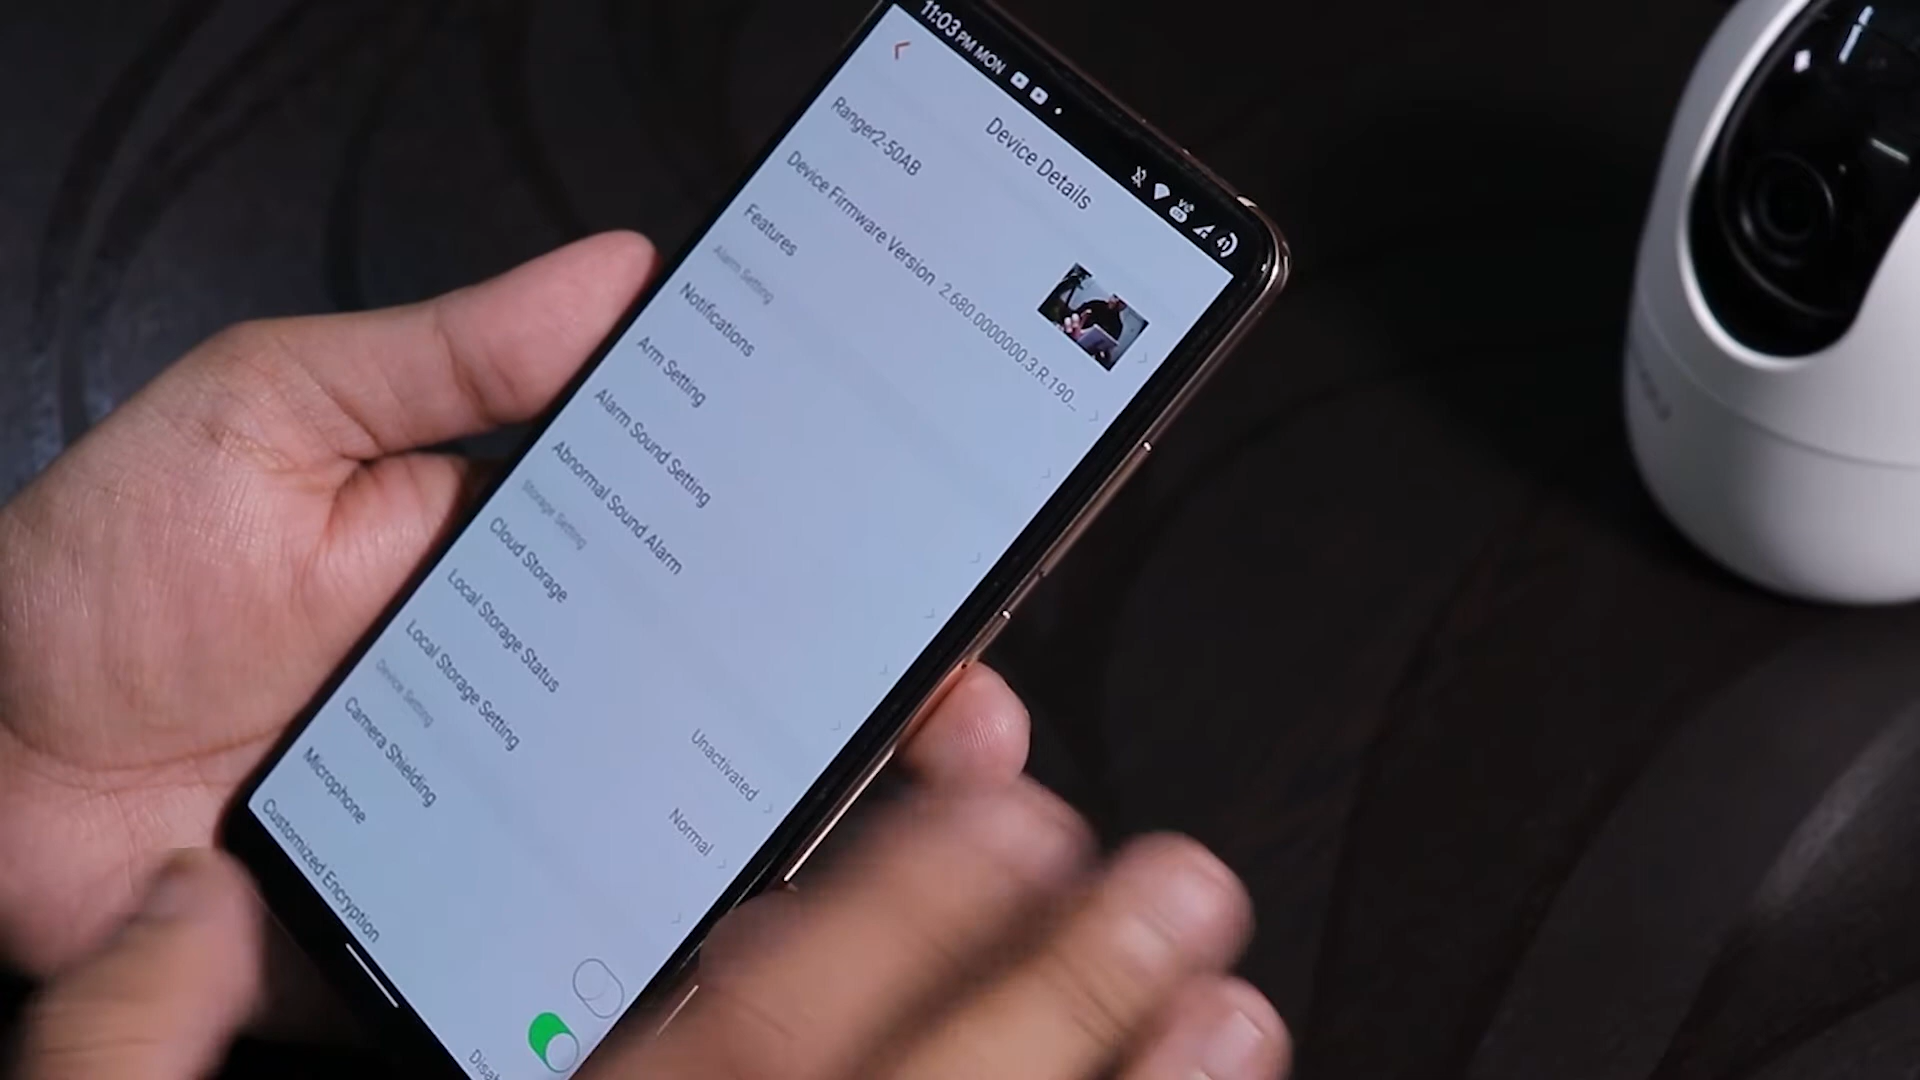 11:03 PM MON
41
Device Details
Ranger2-50AB
Device Firmware Version 2.680.0000000.3.R.190...
Features
Alarm Setting
Notifications
Arm Setting
Alarm Sound Setting
Abnormal Sound Alarm
Storage Setting
Cloud Storage
Unactivated
Local Storage Status
Normal
Local Storage Setting
Device Setting
Camera Shielding
Microphone
Customized Encryption